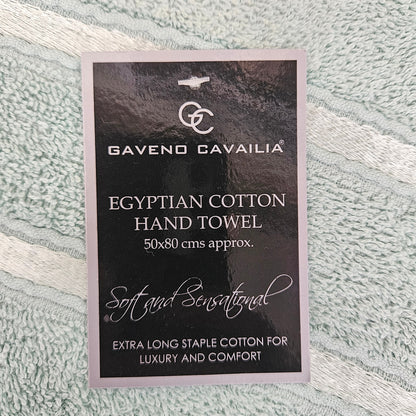 GC
GAVENO CAVAILIA®
EGYPTIAN COTTON
HAND TOWEL
50x80 cms approx.
Soft and Sensational
EXTRA LONG STAPLE COTTON FOR
LUXURY AND COMFORT